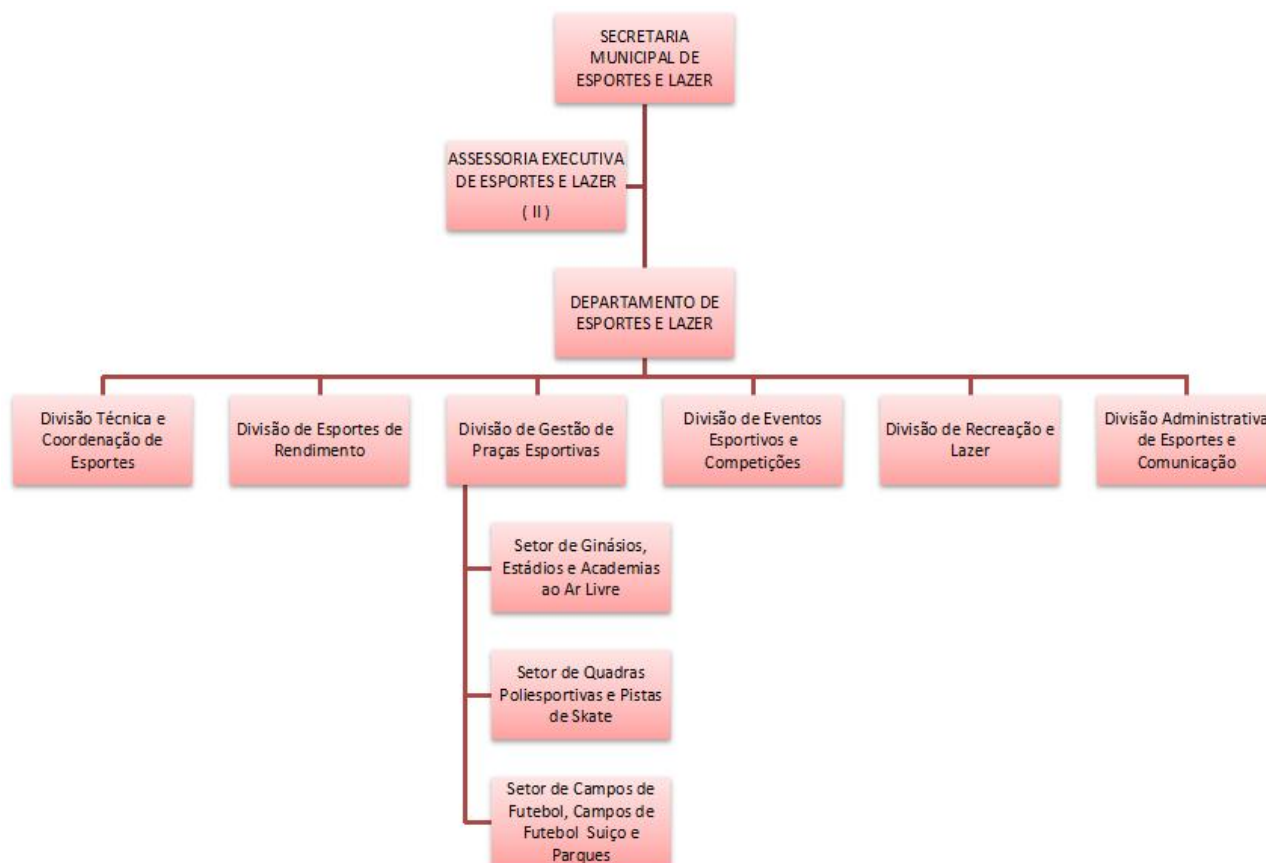 SECRETARIA
MUNICIPAL DE
ESPORTES E LAZER
ASSESSORIA EXECUTIVA
DE ESPORTES E LAZER
( II )
DEPARTAMENTO DE
ESPORTES E LAZER
Divisão Técnica e
Coordenação de
Esportes
Divisão de Esportes de
Rendimento
Divisão de Gestão de
Praças Esportivas
Divisão de Eventos
Esportivos e
Competições
Divisão de Recreação e
Lazer
Divisão Administrativa
de Esportes e
Comunicação
Setor de Ginásios,
Estádios e Academias
ao Ar Livre
Setor de Quadras
Poliesportivas e Pistas
de Skate
Setor de Campos de
Futebol, Campos de
Futebol Suiço e
Parques